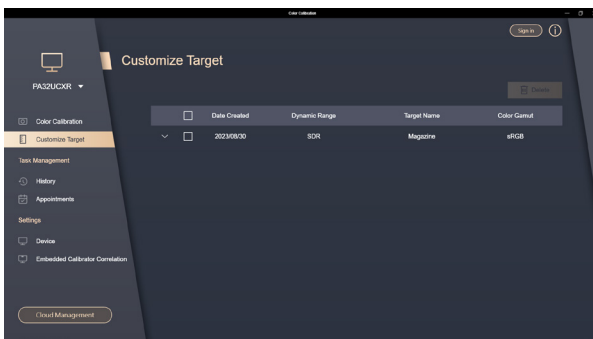 Color Calibration
Sign in
Customize Target
PA32UCXR
Delete
Date Created Dynamic Range Target Name Color Gamut
2023/08/30 SDR Magazine sRGB
Color Calibration
Customize Target
Task Management
History
Appointments
Settings
Device
Embedded Calibrator Correlation
Cloud Management